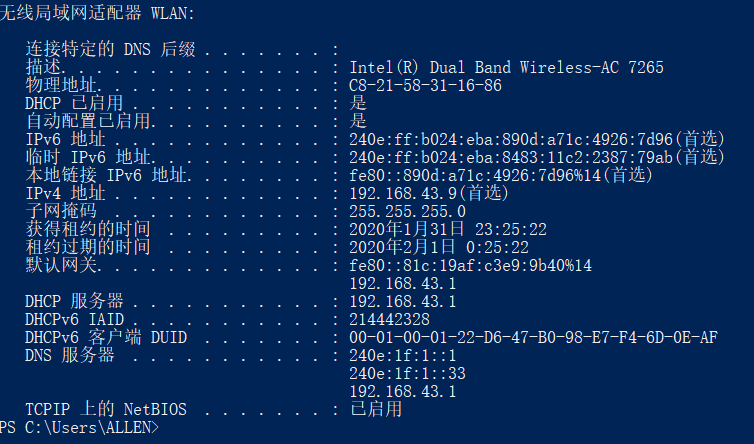 无线局域网适配器 WLAN:
连接特定的 DNS 后缀 . . . . . . . :
描述. . . . . . . . . . . . . . . : Intel(R) Dual Band Wireless-AC 7265
物理地址. . . . . . . . . . . . . : C8-21-58-31-16-86
DHCP 已启用 . . . . . . . . . . . : 是
自动配置已启用. . . . . . . . . . : 是
IPv6 地址 . . . . . . . . . . . . : 240e:ff:b024:eba:890d:a71c:4926:7d96(首选)
临时 IPv6 地址. . . . . . . . . . : 240e:ff:b024:eba:8483:11c2:2387:79ab(首选)
本地链接 IPv6 地址. . . . . . . . : fe80::890d:a71c:4926:7d96%14(首选)
IPv4 地址 . . . . . . . . . . . . : 192.168.43.9(首选)
子网掩码  . . . . . . . . . . . . : 255.255.255.0
获得租约的时间  . . . . . . . . . : 2020年1月31日 23:25:22
租约过期的时间  . . . . . . . . . : 2020年2月1日 0:25:22
默认网关. . . . . . . . . . . . . : fe80::81c:19af:c3e9:9b40%14
192.168.43.1
DHCP 服务器 . . . . . . . . . . . : 192.168.43.1
DHCPv6 IAID . . . . . . . . . . . : 214442328
DHCPv6 客户端 DUID  . . . . . . . : 00-01-00-01-22-D6-47-B0-98-E7-F4-6D-0E-AF
DNS 服务器  . . . . . . . . . . . : 240e:1f:1::1
240e:1f:1::33
192.168.43.1
TCPIP 上的 NetBIOS  . . . . . . . : 已启用
PS C:\Users\ALLEN>